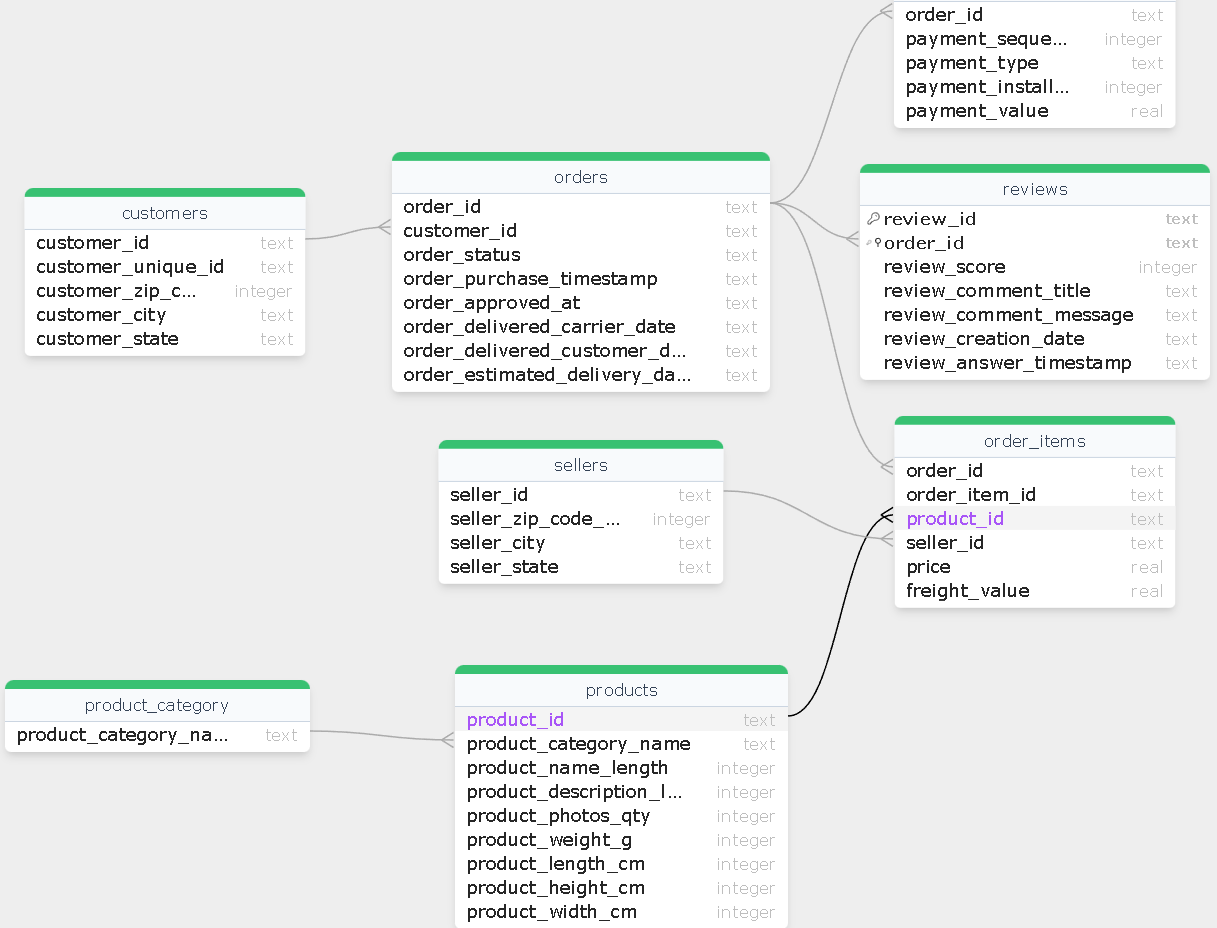 order_id text
payment_seque... integer
payment_type text
payment_install... integer
payment_value real
customers
customer_id text
customer_unique_id text
customer_zip_c... integer
customer_city text
customer_state text
orders
order_id text
customer_id text
order_status text
order_purchase_timestamp text
order_approved_at text
order_delivered_carrier_date text
order_delivered_customer_d... text
order_estimated_delivery_da... text
reviews
review_id text
order_id text
review_score integer
review_comment_title text
review_comment_message text
review_creation_date text
review_answer_timestamp text
sellers
seller_id text
seller_zip_code_... integer
seller_city text
seller_state text
order_items
order_id text
order_item_id text
product_id text
seller_id text
price real
freight_value real
product_category
product_category_na... text
products
product_id text
product_category_name text
product_name_length integer
product_description_l... integer
product_photos_qty integer
product_weight_g integer
product_length_cm integer
product_height_cm integer
product_width_cm integer